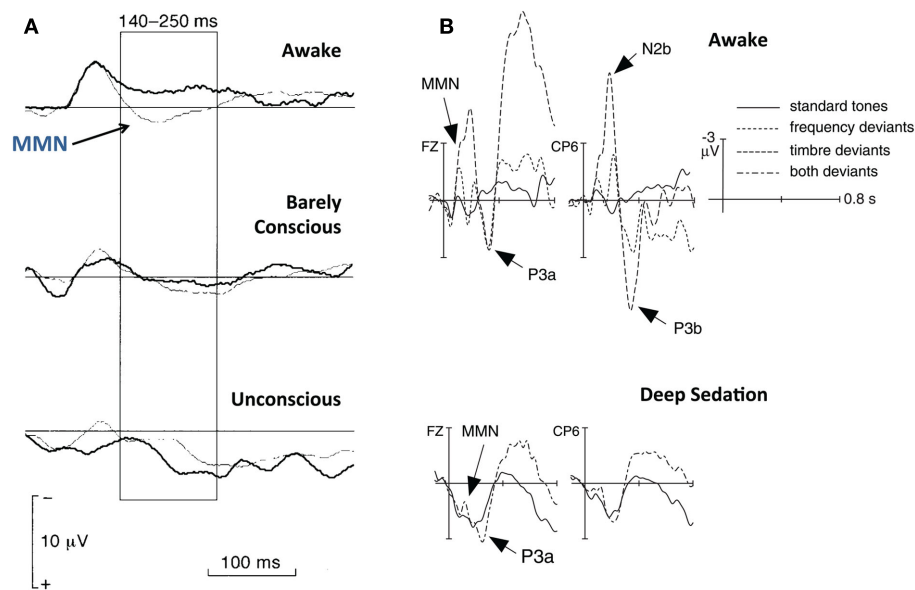 A
140–250 ms
Awake
MMN
Barely
Conscious
Unconscious
−
10 µV
+
100 ms
B
Awake
N2b
MMN
FZ
CP6
P3a
P3b
standard tones
frequency deviants
timbre deviants
both deviants
-3
µV
0.8 s
Deep Sedation
FZ
MMN
CP6
P3a